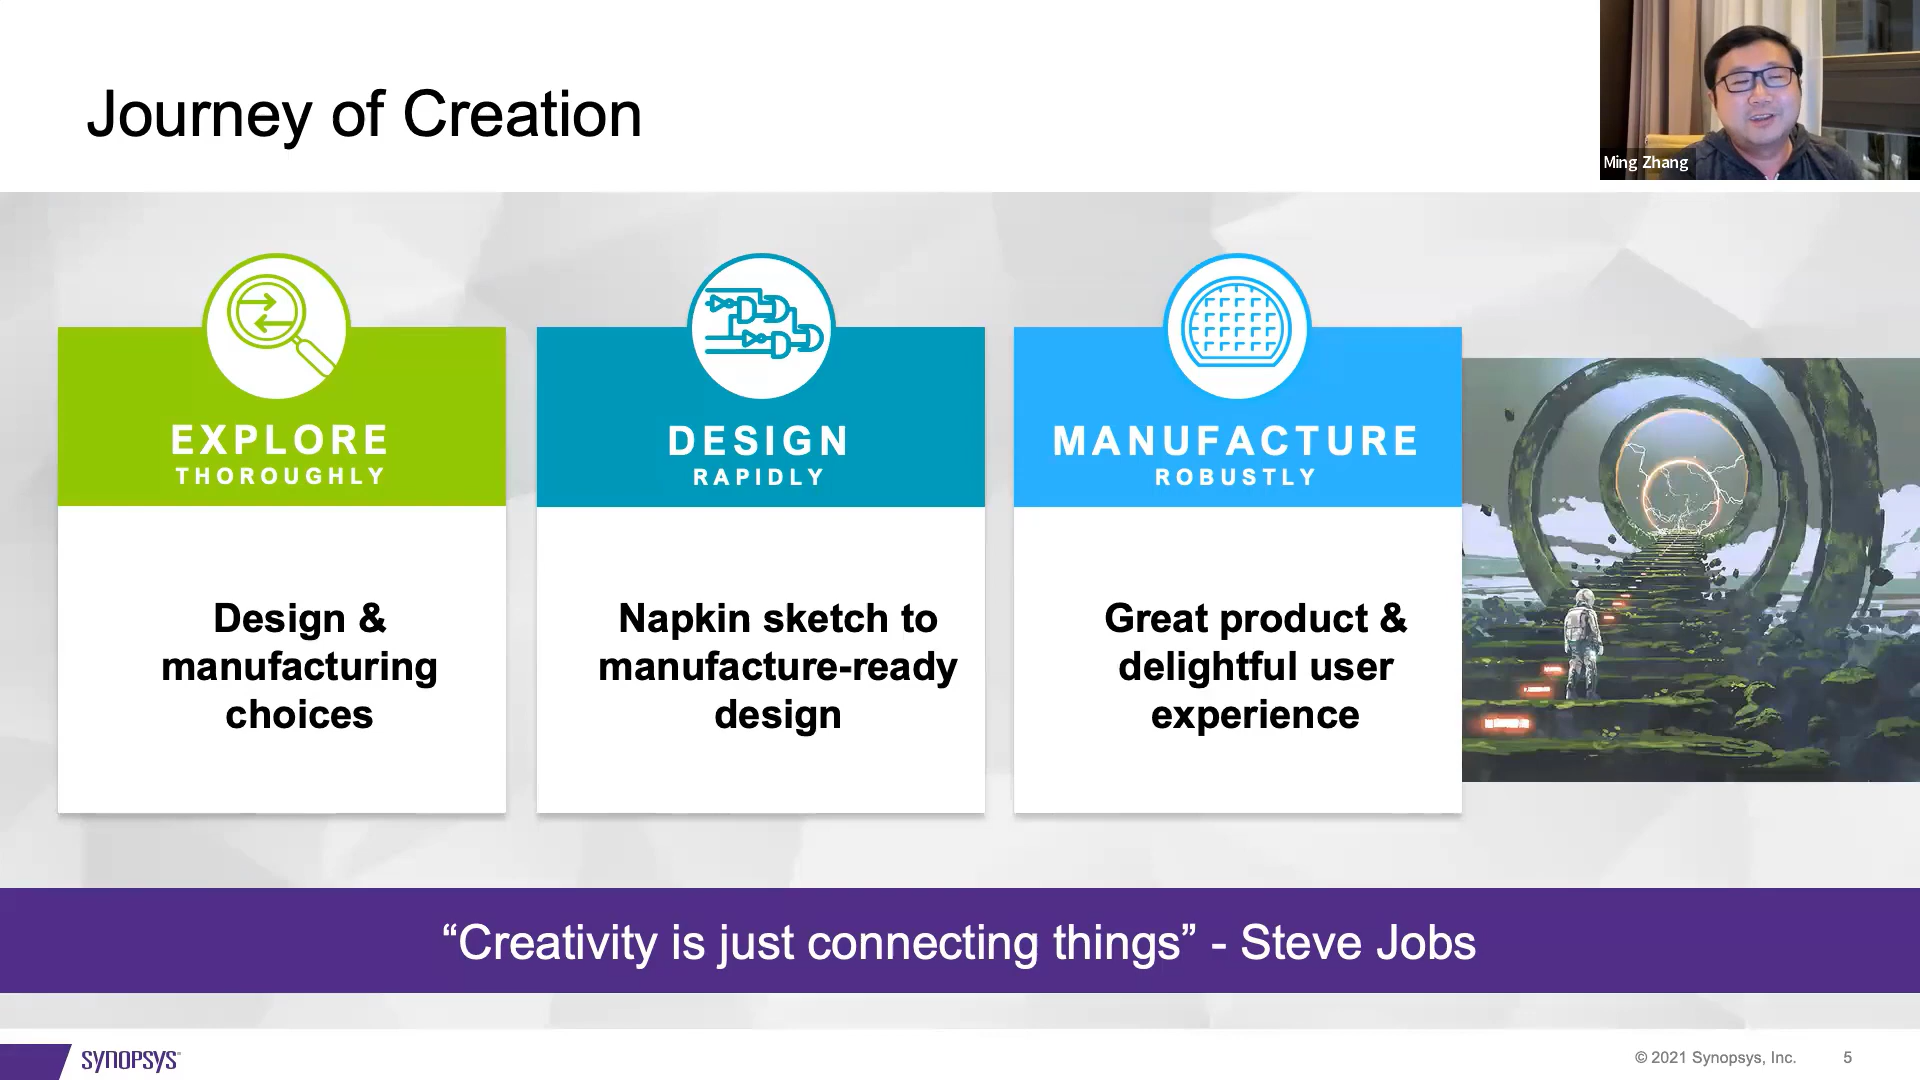 Journey of Creation
Ming Zhang
EXPLORE
THOROUGHLY
Design &
manufacturing
choices
DESIGN
RAPIDLY
Napkin sketch to
manufacture-ready
design
MANUFACTURE
ROBUSTLY
Great product &
delightful user
experience
“Creativity is just connecting things” - Steve Jobs
SYNOPSYS
© 2021 Synopsys, Inc. 5